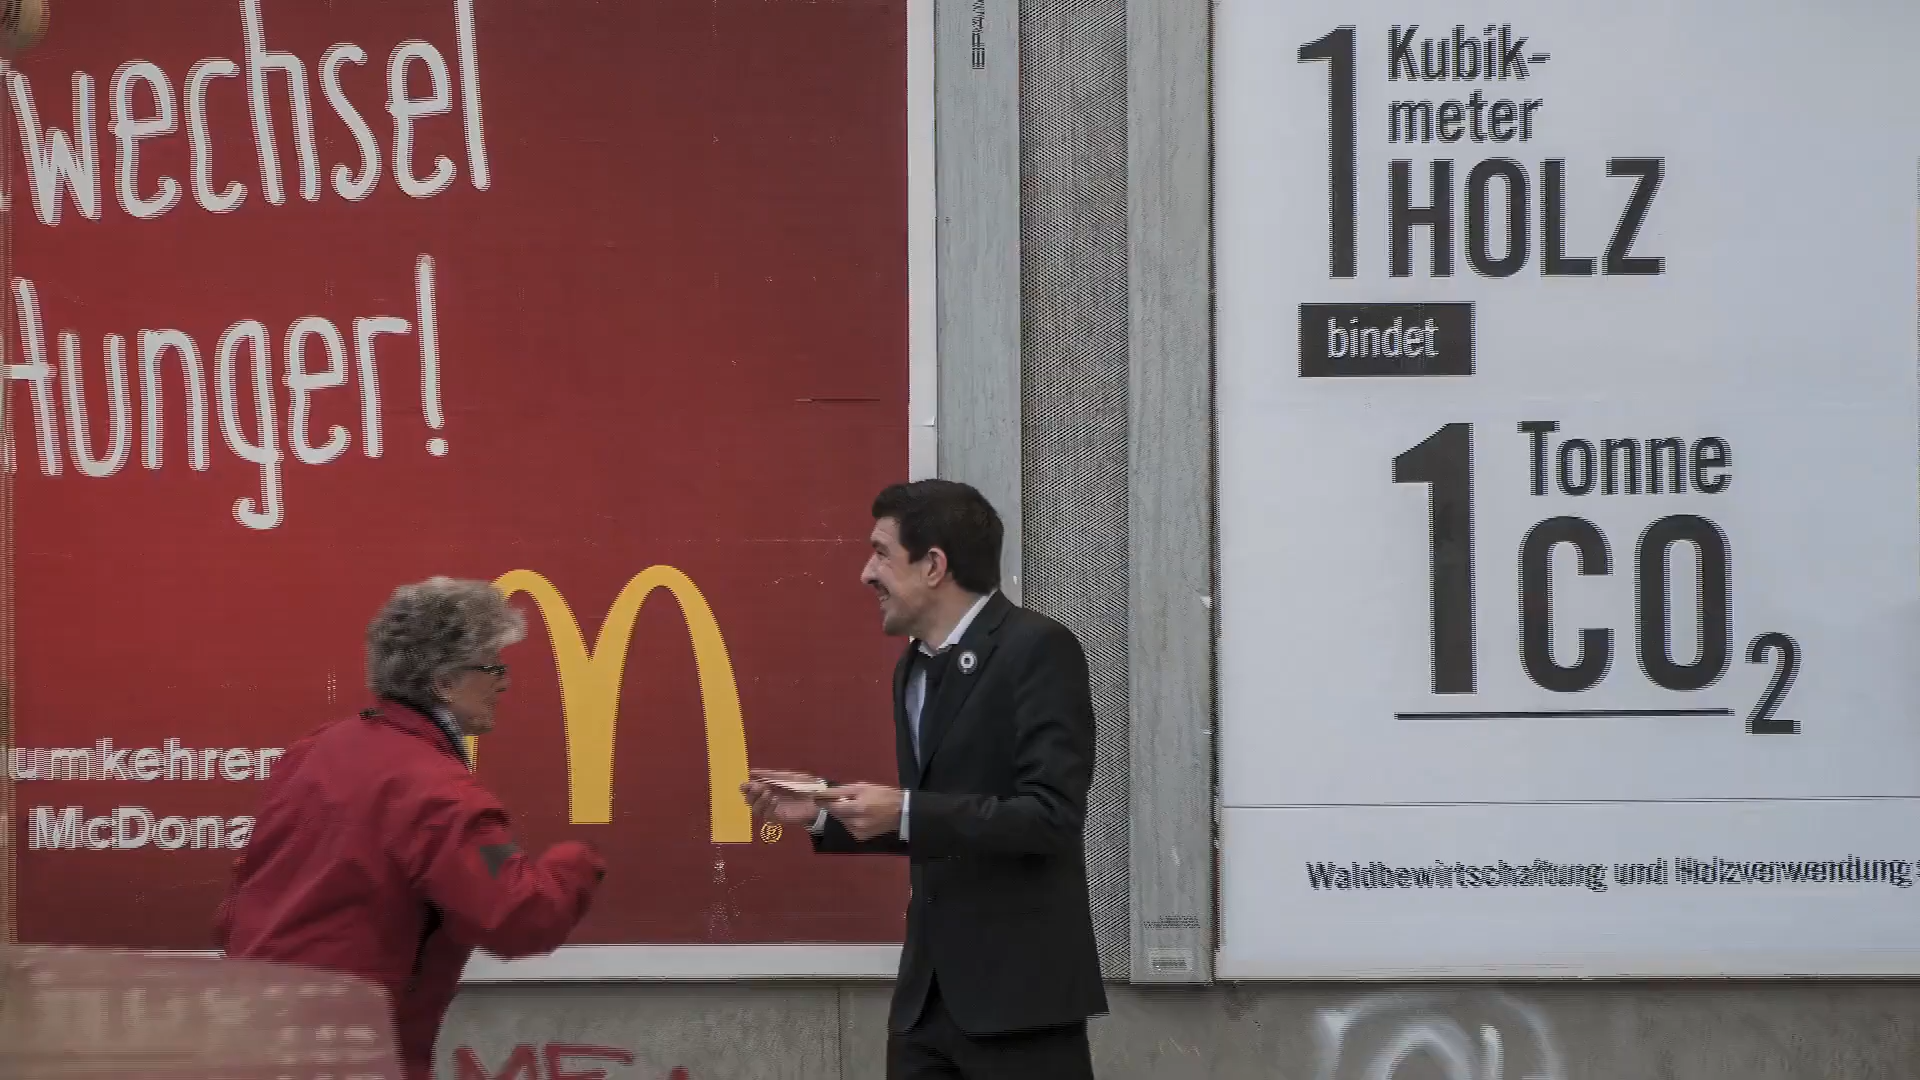 wechsel
Hunger!
umkehren
McDona
1 Kubik-
meter
HOLZ
bindet
1 Tonne
CO2
Waldbewirtschaftung und Holzverwendung